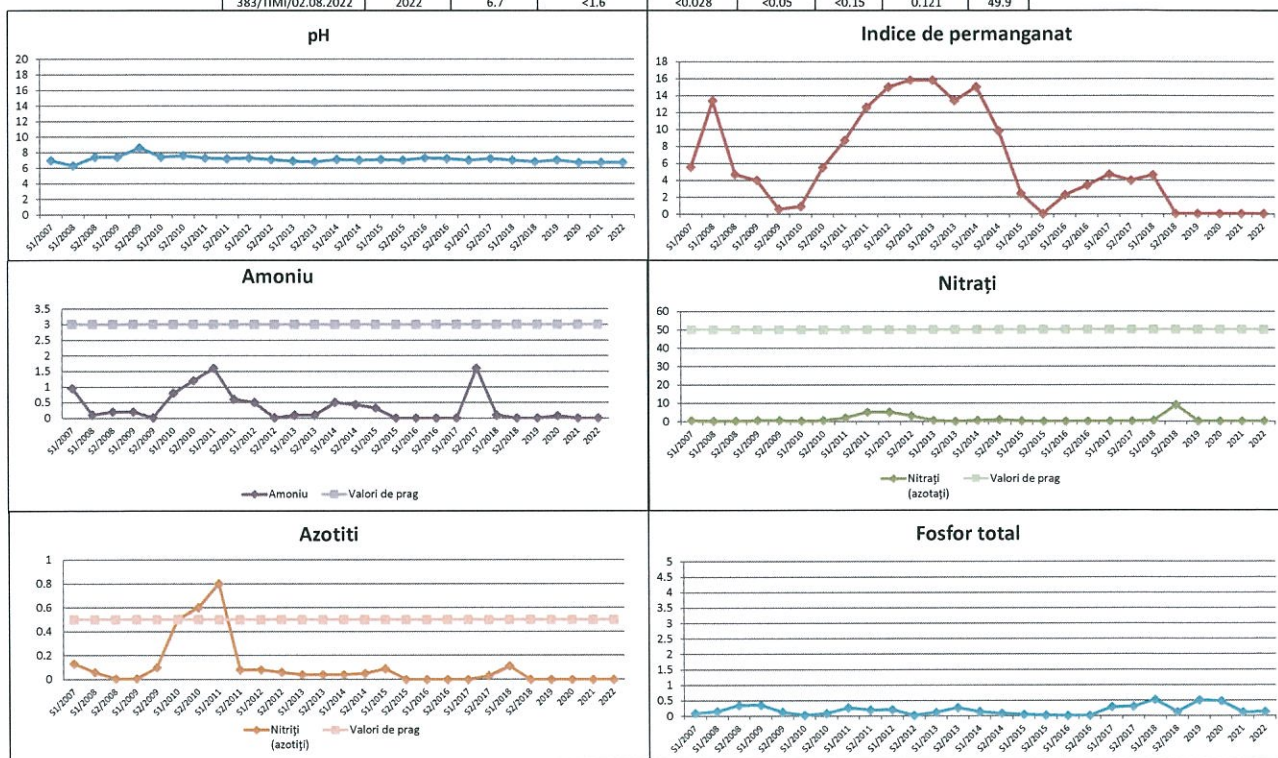 383/TIMI/02.08.2022 2022 6.7 <1.6 <0.028 <0.05 <0.15 0.121 49.9
pH
20
18
16
14
12
10
8
6
4
2
0
S1/2007 S1/2008 S2/2008 S1/2009 S2/2009 S1/2010 S2/2010 S1/2011 S2/2011 S1/2012 S2/2012 S1/2013 S2/2013 S1/2014 S2/2014 S1/2015 S2/2015 S1/2016 S2/2016 S1/2017 S2/2017 S1/2018 S2/2018 2019 2020 2021 2022
Indice de permanganat
18
16
14
12
10
8
6
4
2
0
S1/2007 S1/2008 S2/2008 S1/2009 S2/2009 S1/2010 S2/2010 S1/2011 S2/2011 S1/2012 S2/2012 S1/2013 S2/2013 S1/2014 S2/2014 S1/2015 S2/2015 S1/2016 S2/2016 S1/2017 S2/2017 S1/2018 S2/2018 2019 2020 2021 2022
Amoniu
3.5
3
2.5
2
1.5
1
0.5
0
S1/2007 S1/2008 S2/2008 S1/2009 S2/2009 S1/2010 S2/2010 S1/2011 S2/2011 S1/2012 S2/2012 S1/2013 S2/2013 S1/2014 S2/2014 S1/2015 S2/2015 S1/2016 S2/2016 S1/2017 S2/2017 S1/2018 S2/2018 2019 2020 2021 2022
Amoniu Valori de prag
Nitrați
60
50
40
30
20
10
0
S1/2007 S1/2008 S2/2008 S1/2009 S2/2009 S1/2010 S2/2010 S1/2011 S2/2011 S1/2012 S2/2012 S1/2013 S2/2013 S1/2014 S2/2014 S1/2015 S2/2015 S1/2016 S2/2016 S1/2017 S2/2017 S1/2018 S2/2018 2019 2020 2021 2022
Nitrați Valori de prag
(azotați)
Azotiti
1
0.8
0.6
0.4
0.2
0
S1/2007 S1/2008 S2/2008 S1/2009 S2/2009 S1/2010 S2/2010 S1/2011 S2/2011 S1/2012 S2/2012 S1/2013 S2/2013 S1/2014 S2/2014 S1/2015 S2/2015 S1/2016 S2/2016 S1/2017 S2/2017 S1/2018 S2/2018 2019 2020 2021 2022
Nitriți Valori de prag
(azotiți)
Fosfor total
5
4.5
4
3.5
3
2.5
2
1.5
1
0.5
0
S1/2007 S1/2008 S2/2008 S1/2009 S2/2009 S1/2010 S2/2010 S1/2011 S2/2011 S1/2012 S2/2012 S1/2013 S2/2013 S1/2014 S2/2014 S1/2015 S2/2015 S1/2016 S2/2016 S1/2017 S2/2017 S1/2018 S2/2018 2019 2020 2021 2022